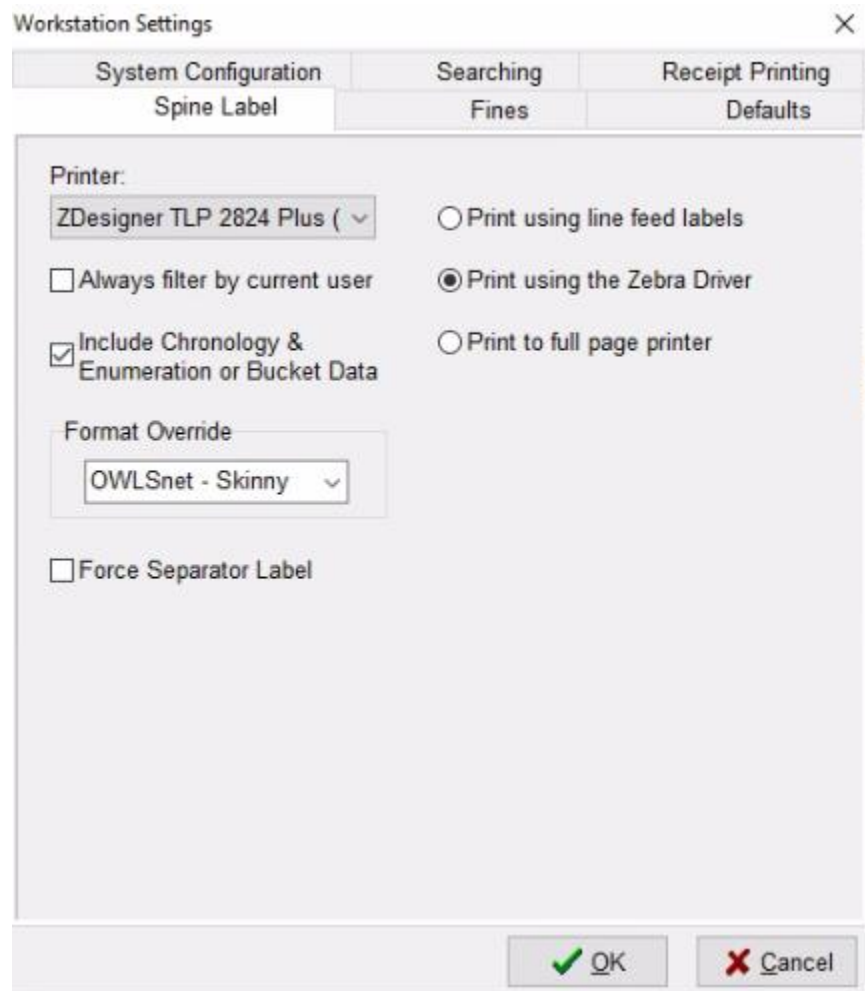 Workstation Settings
System Configuration
Searching
Receipt Printing
Spine Label
Fines
Defaults
Printer:
ZDesigner TLP 2824 Plus (
Print using line feed labels
Always filter by current user
Print using the Zebra Driver
Include Chronology &
Enumeration or Bucket Data
Print to full page printer
Format Override
OWLSnet - Skinny
Force Separator Label
OK
Cancel